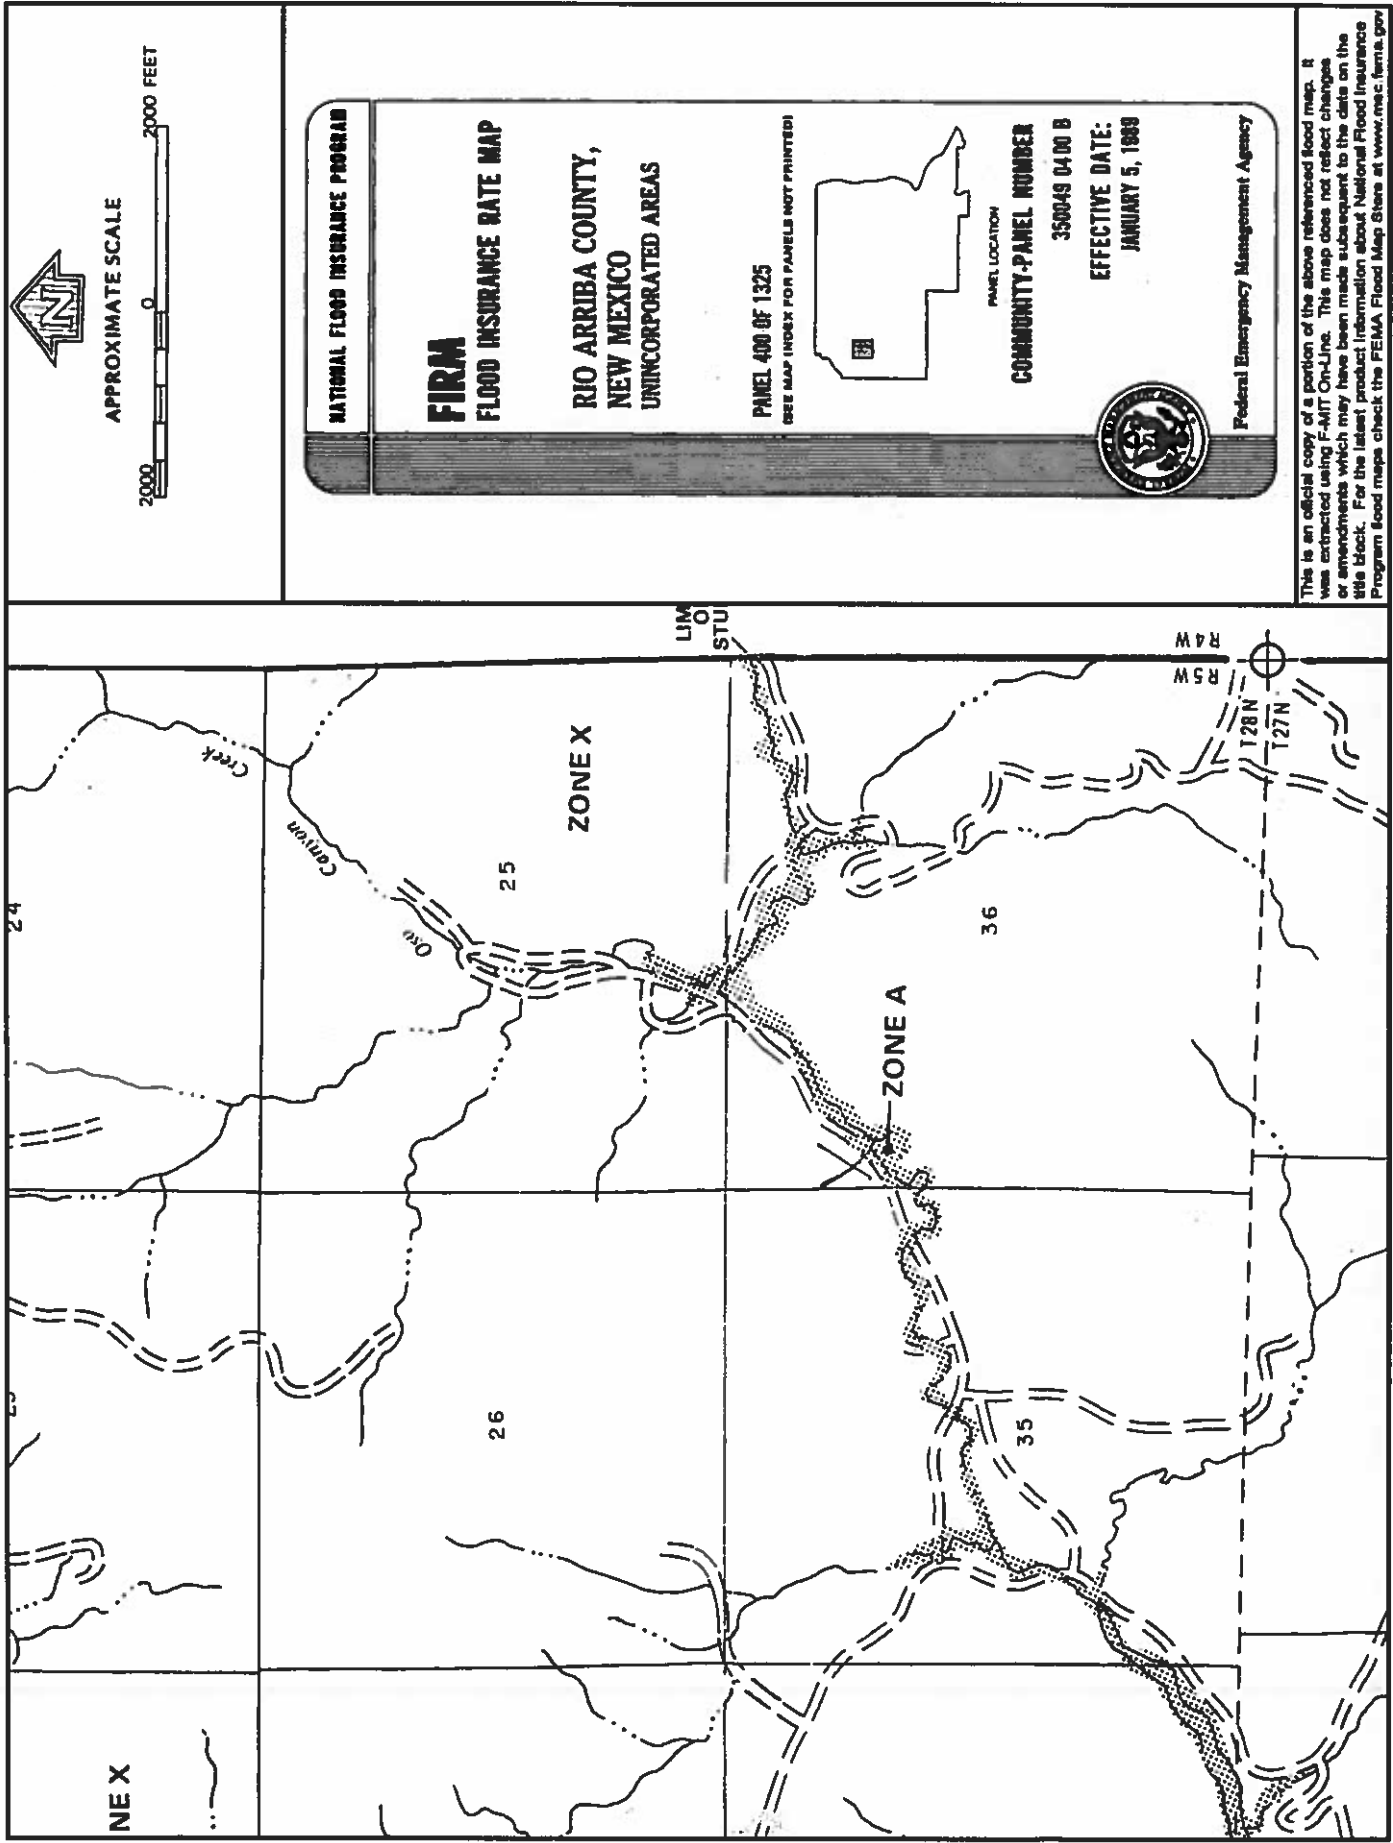 APPROXIMATE SCALE
2000 0 2000 FEET
NATIONAL FLOOD INSURANCE PROGRAM
FIRM
FLOOD INSURANCE RATE MAP
RIO ARRIBA COUNTY,
NEW MEXICO
UNINCORPORATED AREAS
PANEL 400 OF 1325
(SEE MAP INDEX FOR PANELS NOT PRINTED)
PANEL LOCATION
COMMUNITY-PANEL NUMBER
350049 0400 B
EFFECTIVE DATE:
JANUARY 5, 1989
Federal Emergency Management Agency
This is an official copy of a portion of the above referenced flood map. It
was extracted using F-MIT On-Line. This map does not reflect changes
or amendments which may have been made subsequent to the date on the
title block. For the latest product information about National Flood Insurance
Program flood maps check the FEMA Flood Map Store at www.msc.fema.gov
N
24
Oso
Canyon
Creek
25
ZONE X
LIM
O
STU
26
ZONE A
36
35
R4W
R5W
T28N
T27N
NE X